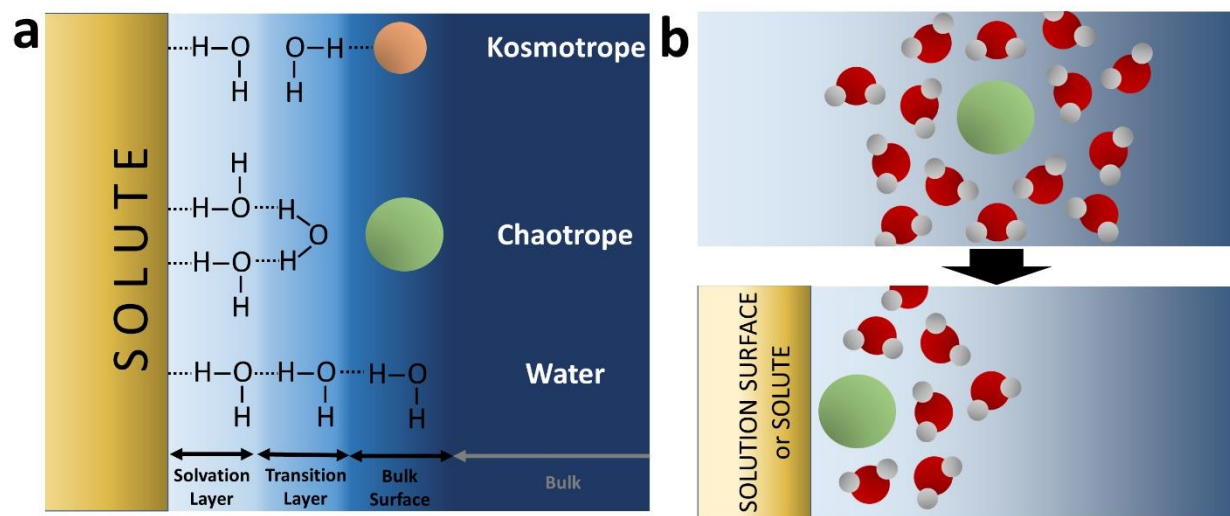 a
SOLUTE
H-O
H
O-H
H
Kosmotrope
H
H-O
H
O
H-O
H
H
Chaotrope
H-O
H
H-O
H
H-O
H
Water
Solvation
Layer
Transition
Layer
Bulk
Surface
Bulk
b
SOLUTION SURFACE
or SOLUTE